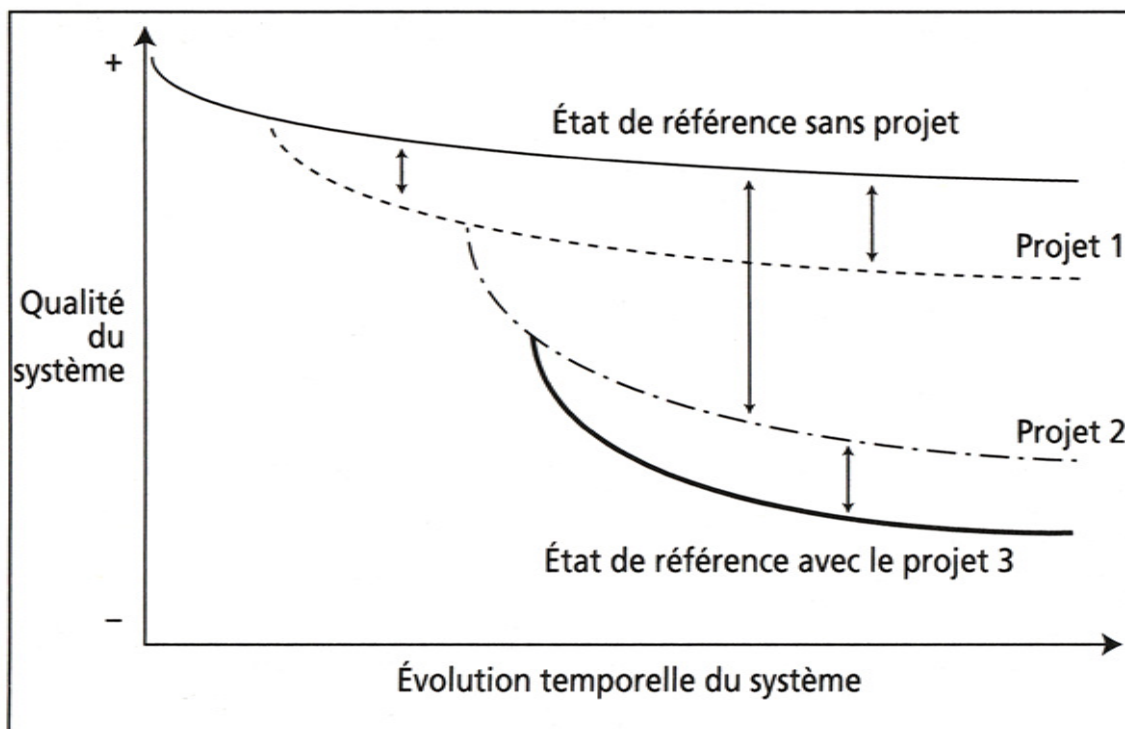 +
État de référence sans projet
Projet 1
Qualité
du
système
Projet 2
État de référence avec le projet 3
–
Évolution temporelle du système